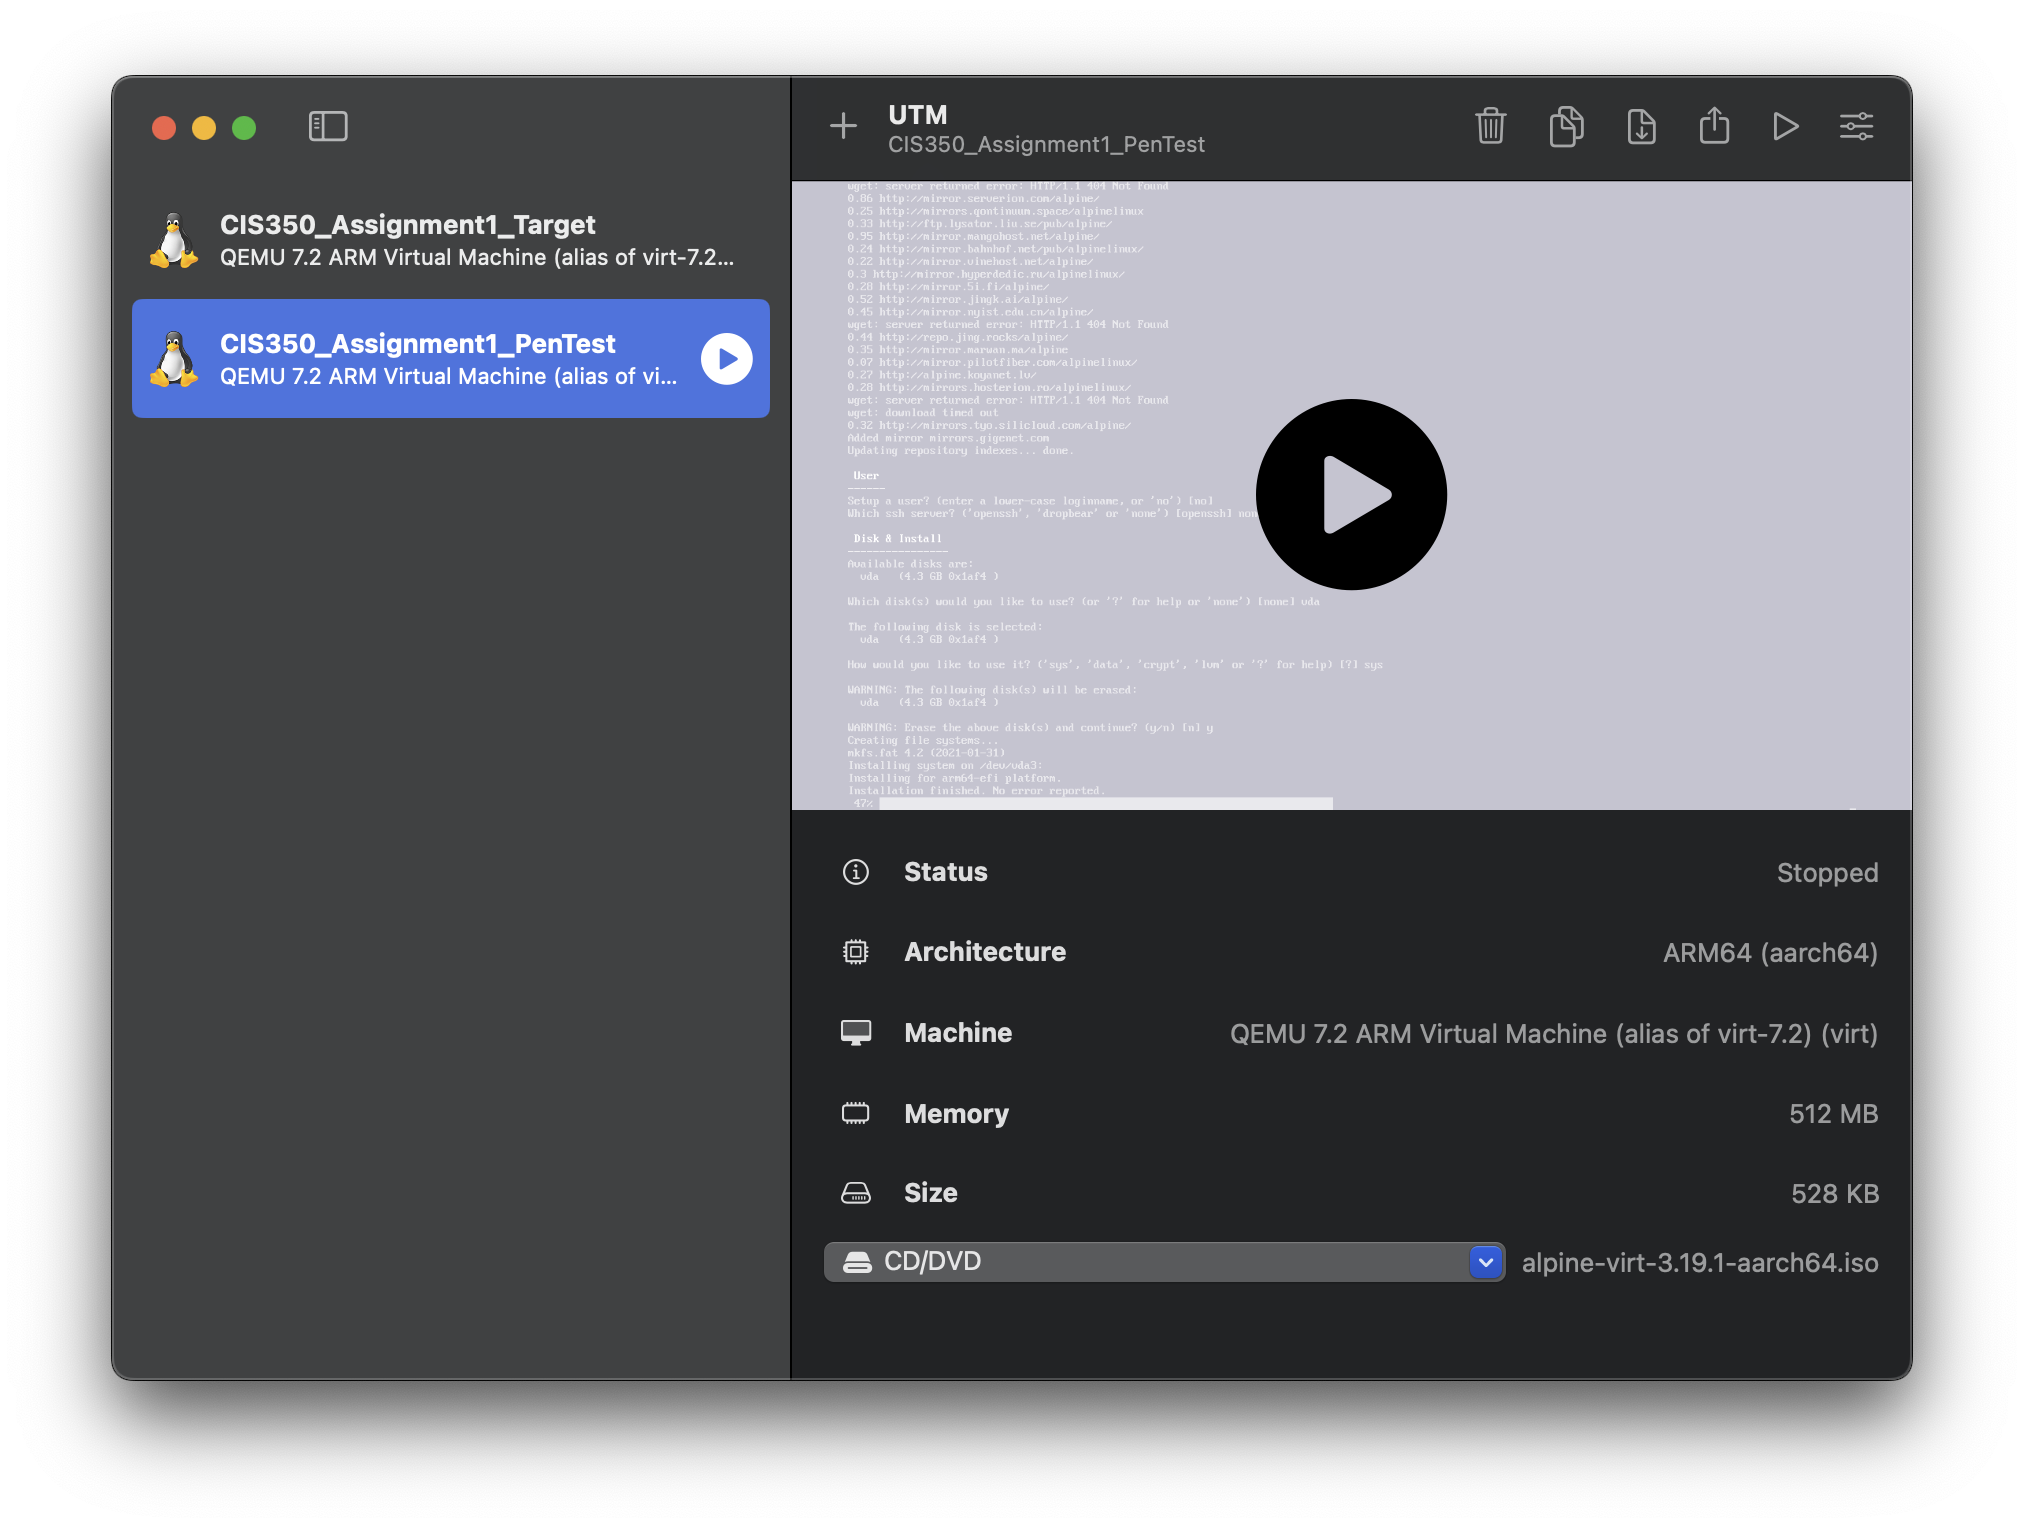 CIS350_Assignment1_Target
QEMU 7.2 ARM Virtual Machine (alias of virt-7.2...
CIS350_Assignment1_PenTest
QEMU 7.2 ARM Virtual Machine (alias of vi...
UTM
CIS350_Assignment1_PenTest
wget: server returned error: HTTP/1.1 404 Not Found
0.86 http://mirror.serverion.com/alpine/
0.25 http://mirrors.qontinuum.space/alpinelinux
0.33 http://ftp.lysator.liu.se/pub/alpine/
0.95 http://mirror.mangohost.net/alpine/
0.24 http://mirror.bahnhof.net/pub/alpinelinux/
0.22 http://mirror.vinehost.net/alpine/
0.3 http://mirror.hyperdedic.ru/alpinelinux/
0.28 http://mirror.5i.fi/alpine/
0.52 http://mirror.jingk.ai/alpine/
0.45 http://mirror.nyist.edu.cn/alpine/
wget: server returned error: HTTP/1.1 404 Not Found
0.44 http://repo.jing.rocks/alpine/
0.35 http://mirror.marwan.ma/alpine
0.07 http://mirror.pilotfiber.com/alpinelinux/
0.27 http://alpine.koyanet.lv/
0.28 http://mirrors.hosterion.ro/alpinelinux/
wget: server returned error: HTTP/1.1 404 Not Found
wget: download timed out
0.32 http://mirrors.tyo.silicloud.com/alpine/
Added mirror mirrors.gigenet.com
Updating repository indexes... done.
User
------
Setup a user? (enter a lower-case loginname, or 'no') [no]
Which ssh server? ('openssh', 'dropbear' or 'none') [openssh] non
Disk & Install
----------------
Available disks are:
vda (4.3 GB 0x1af4 )
Which disk(s) would you like to use? (or '?' for help or 'none') [none] vda
The following disk is selected:
vda (4.3 GB 0x1af4 )
How would you like to use it? ('sys', 'data', 'crypt', 'lvm' or '?' for help) [?] sys
WARNING: The following disk(s) will be erased:
vda (4.3 GB 0x1af4 )
WARNING: Erase the above disk(s) and continue? (y/n) [n] y
Creating file systems...
mkfs.fat 4.2 (2021-01-31)
Installing system on /dev/vda3:
Installing for arm64-efi platform.
Installation finished. No error reported.
47%
Status Stopped
Architecture ARM64 (aarch64)
Machine QEMU 7.2 ARM Virtual Machine (alias of virt-7.2) (virt)
Memory 512 MB
Size 528 KB
CD/DVD alpine-virt-3.19.1-aarch64.iso